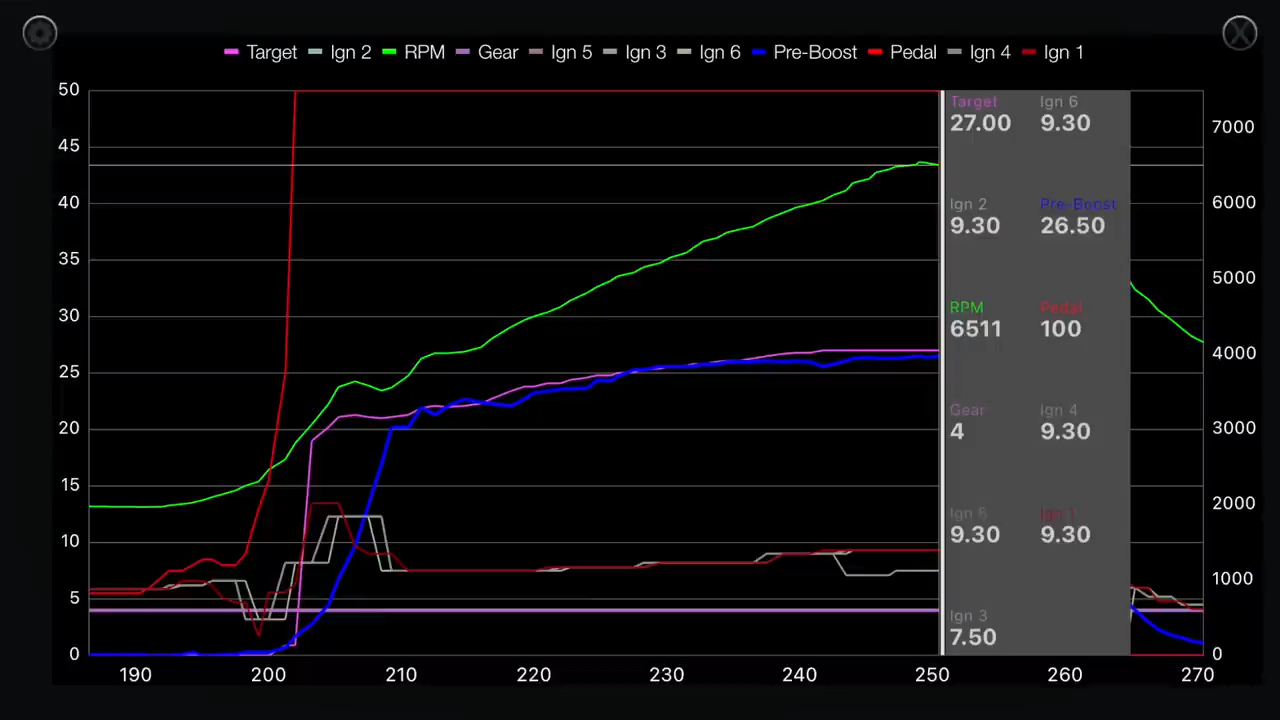 Target Ign 2 RPM Gear Ign 5 Ign 3 Ign 6 Pre-Boost Pedal Ign 4 Ign 1
50
45
40
35
30
25
20
15
10
5
0
7000
6000
5000
4000
3000
2000
1000
0
Target Ign 6
27.00 9.30
Ign 2 Pre-Boost
9.30 26.50
RPM Pedal
6511 100
Gear Ign 4
4 9.30
Ign 5 Ign 1
9.30 9.30
Ign 3
7.50
190 200 210 220 230 240 250 260 270
X